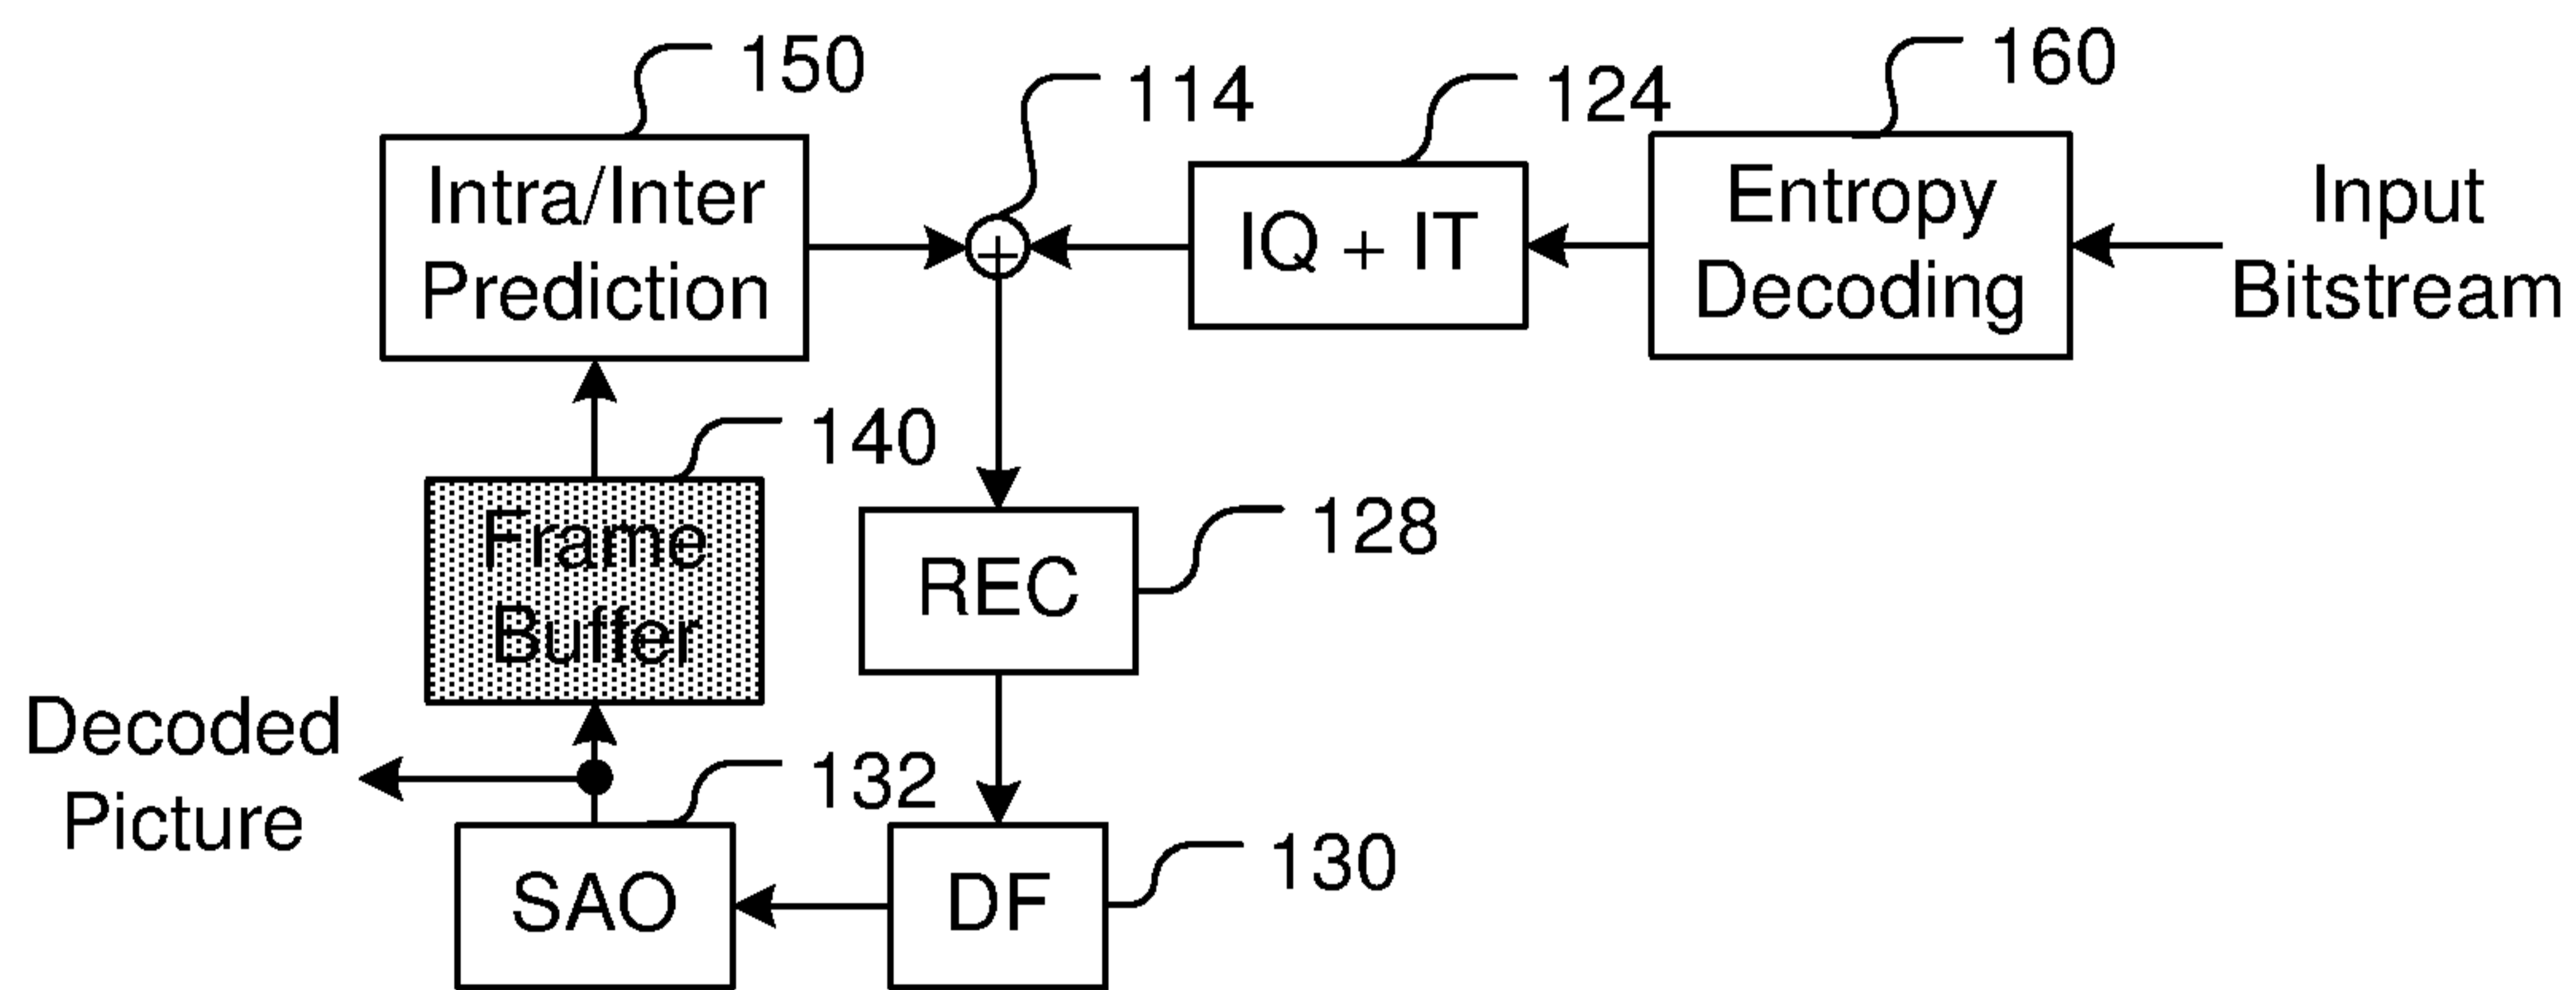 150
114
124
160
Intra/Inter
Prediction
+
IQ + IT
Entropy
Decoding
Input
Bitstream
140
Frame
Buffer
128
REC
Decoded
Picture
132
SAO
130
DF